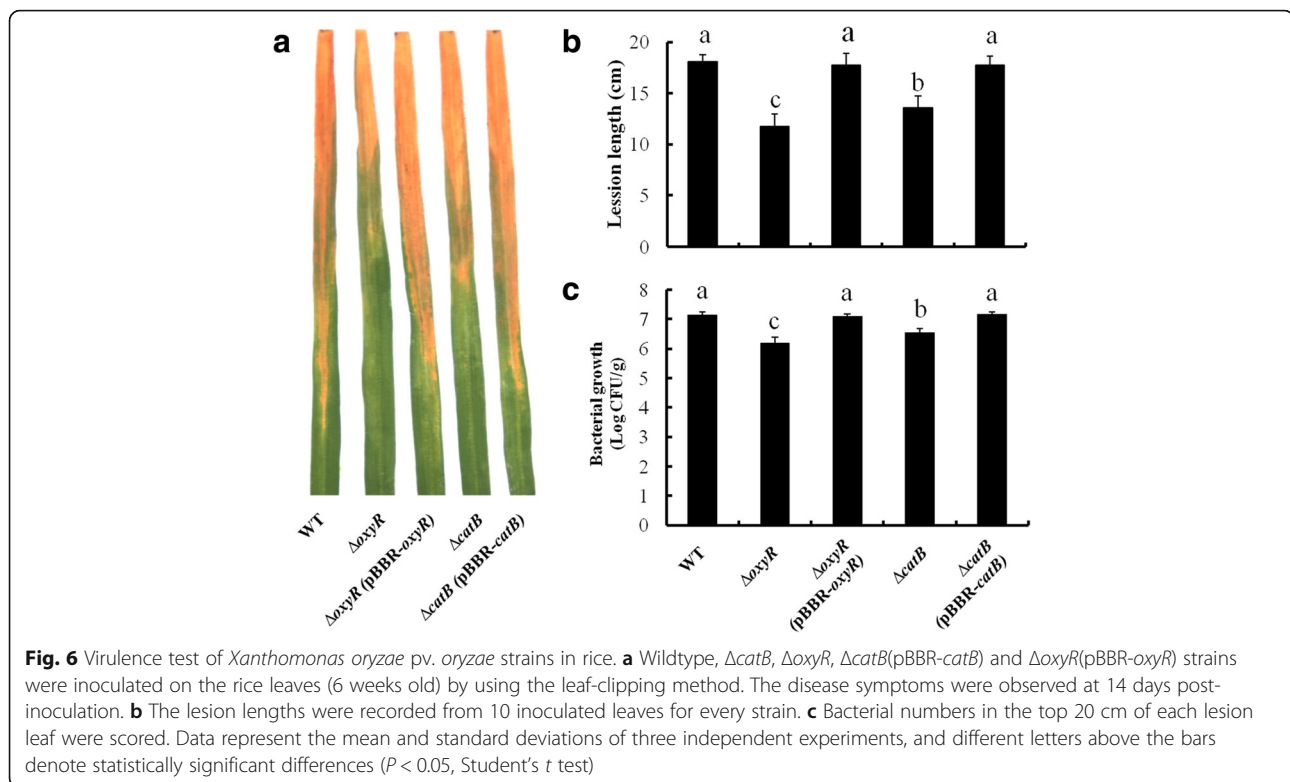 a
WT
ΔoxyR
ΔoxyR (pBBR-oxyR)
ΔcatB
ΔcatB (pBBR-catB)
b
Lession length (cm)
20
15
10
5
0
a
c
a
b
a
c
Bacterial growth
(Log CFU/g)
8
7
6
5
4
3
2
1
0
a
c
a
b
a
WT
ΔoxyR
ΔoxyR
(pBBR-oxyR)
ΔcatB
ΔcatB
(pBBR-catB)
Fig. 6 Virulence test of Xanthomonas oryzae pv. oryzae strains in rice. a Wildtype, ΔcatB, ΔoxyR, ΔcatB(pBBR-catB) and ΔoxyR(pBBR-oxyR) strains
were inoculated on the rice leaves (6 weeks old) by using the leaf-clipping method. The disease symptoms were observed at 14 days post-
inoculation. b The lesion lengths were recorded from 10 inoculated leaves for every strain. c Bacterial numbers in the top 20 cm of each lesion
leaf were scored. Data represent the mean and standard deviations of three independent experiments, and different letters above the bars
denote statistically significant differences (P < 0.05, Student's t test)